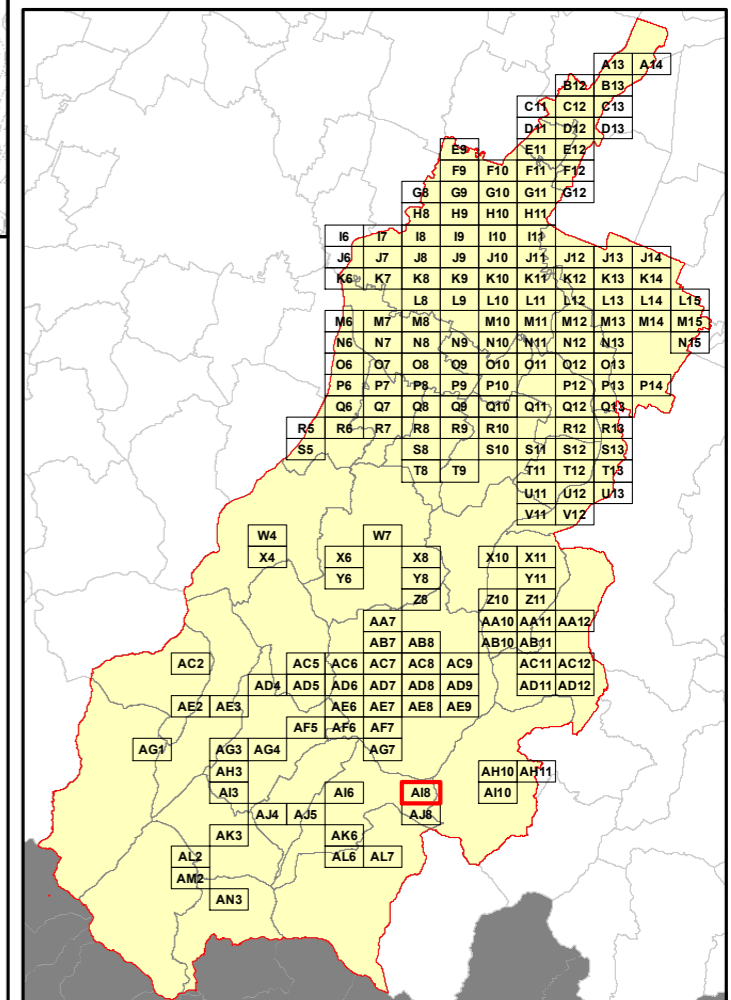 A13 A14
B12 B13
C11 C12 C13
D11 D12 D13
E9 E11 E12
F9 F10 F11 F12
G8 G9 G10 G11 G12
H8 H9 H10 H11
I6 I7 I8 I9 I10 I11
J6 J7 J8 J9 J10 J11 J12 J13 J14
K6 K7 K8 K9 K10 K11 K12 K13 K14
L8 L9 L10 L11 L12 L13 L14 L15
M6 M7 M8 M10 M11 M12 M13 M14 M15
N6 N7 N8 N9 N10 N11 N12 N13 N15
O6 O7 O8 O9 O10 O11 O12 O13
P6 P7 P8 P9 P10 P12 P13 P14
Q6 Q7 Q8 Q9 Q10 Q11 Q12 Q13
R5 R6 R7 R8 R9 R10 R12 R13
S5 S8 S10 S11 S12 S13
T8 T9 T11 T12 T13
U11 U12 U13
V11 V12
W4 W7
X4 X6 X8 X10 X11
Y6 Y8 Y11
Z8 Z10 Z11
AA7 AA10 AA11 AA12
AB7 AB8 AB10 AB11
AC2 AC5 AC6 AC7 AC8 AC9 AC11 AC12
AD4 AD5 AD6 AD7 AD8 AD9 AD11 AD12
AE2 AE3 AE6 AE7 AE8 AE9
AF5 AF6 AF7
AG1 AG3 AG4 AG7
AH3 AH10 AH11
AI3 AI6 AI8 AI10
AJ4 AJ5 AJ8
AK3 AK6
AL2 AL6 AL7
AM2
AN3